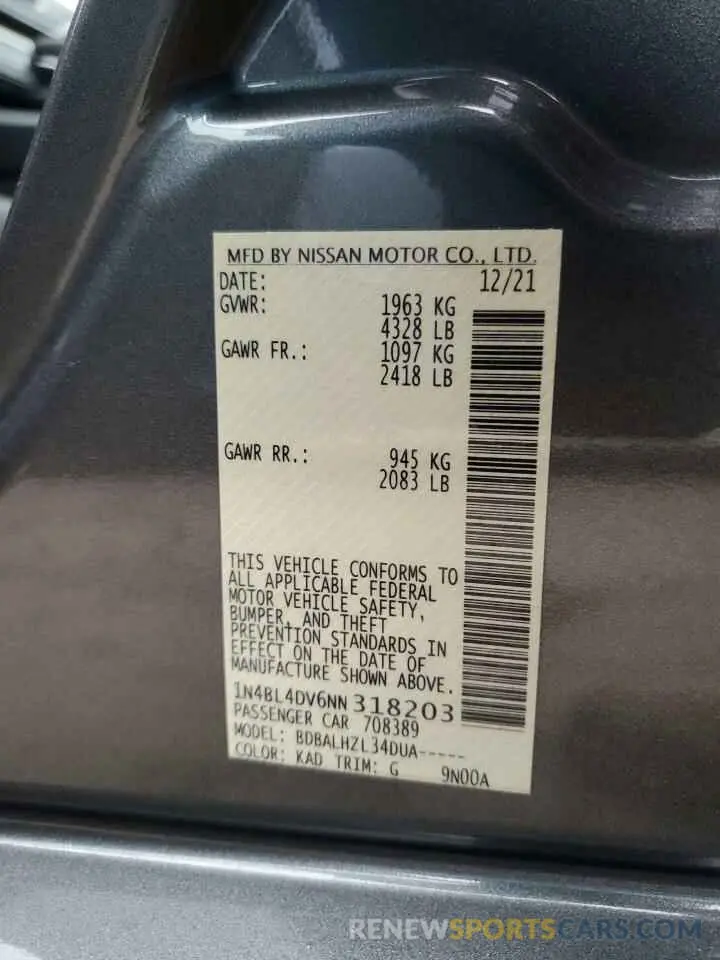 MFD BY NISSAN MOTOR CO., LTD.
DATE: 12/21
GVWR: 1963 KG
4328 LB
GAWR FR.: 1097 KG
2418 LB
GAWR RR.: 945 KG
2083 LB
THIS VEHICLE CONFORMS TO
ALL APPLICABLE FEDERAL
MOTOR VEHICLE SAFETY,
BUMPER, AND THEFT
PREVENTION STANDARDS IN
EFFECT ON THE DATE OF
MANUFACTURE SHOWN ABOVE.
1N4BL4DV6NN318203
PASSENGER CAR 708389
MODEL: BDBALHZL34DUA-----
COLOR: KAD TRIM: G 9N00A
RENEWSPORTSCARS.COM